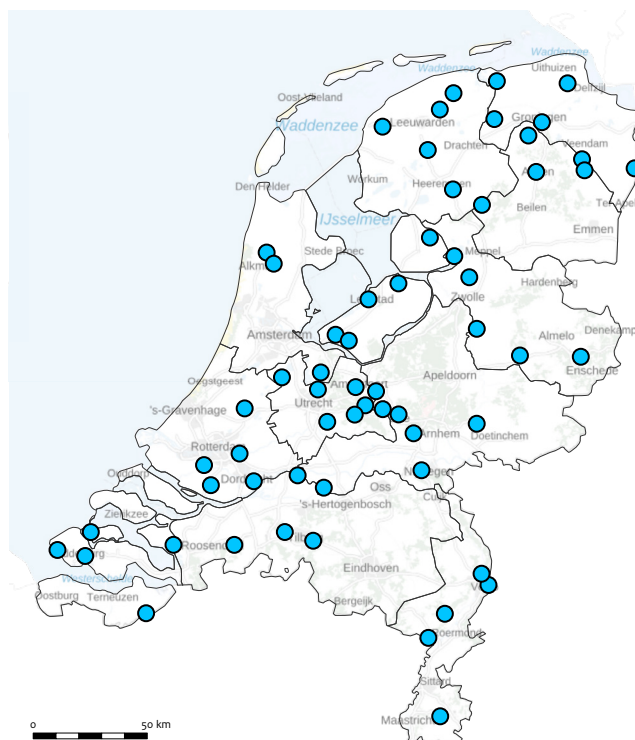 Waddenzee
Waddenzee
Uithuizen
Delfzijl
Oost-Vlieland
Waddenzee
Leeuwarden
Groningen
Veendam
Drachten
Den Helder
Workum
Heerenveen
Assen
Ter Apel
Beilen
IJsselmeer
Emmen
Stede Broec
Meppel
Alkmaar
Hardenberg
Lelystad
Zwolle
Amsterdam
Almelo
Denekamp
Enschede
Apeldoorn
Oegstgeest
Amersfoort
Utrecht
's-Gravenhage
Arnhem
Doetinchem
Rotterdam
Ouddorp
Dordrecht
Nijmegen
Oss
Cuijk
's-Hertogenbosch
Zierikzee
Roosendaal
Tilburg
Middelburg
Eindhoven
Westerschelde
Venlo
Oostburg
Terneuzen
Bergeijk
Roermond
Sittard
Maastricht
0
50 km